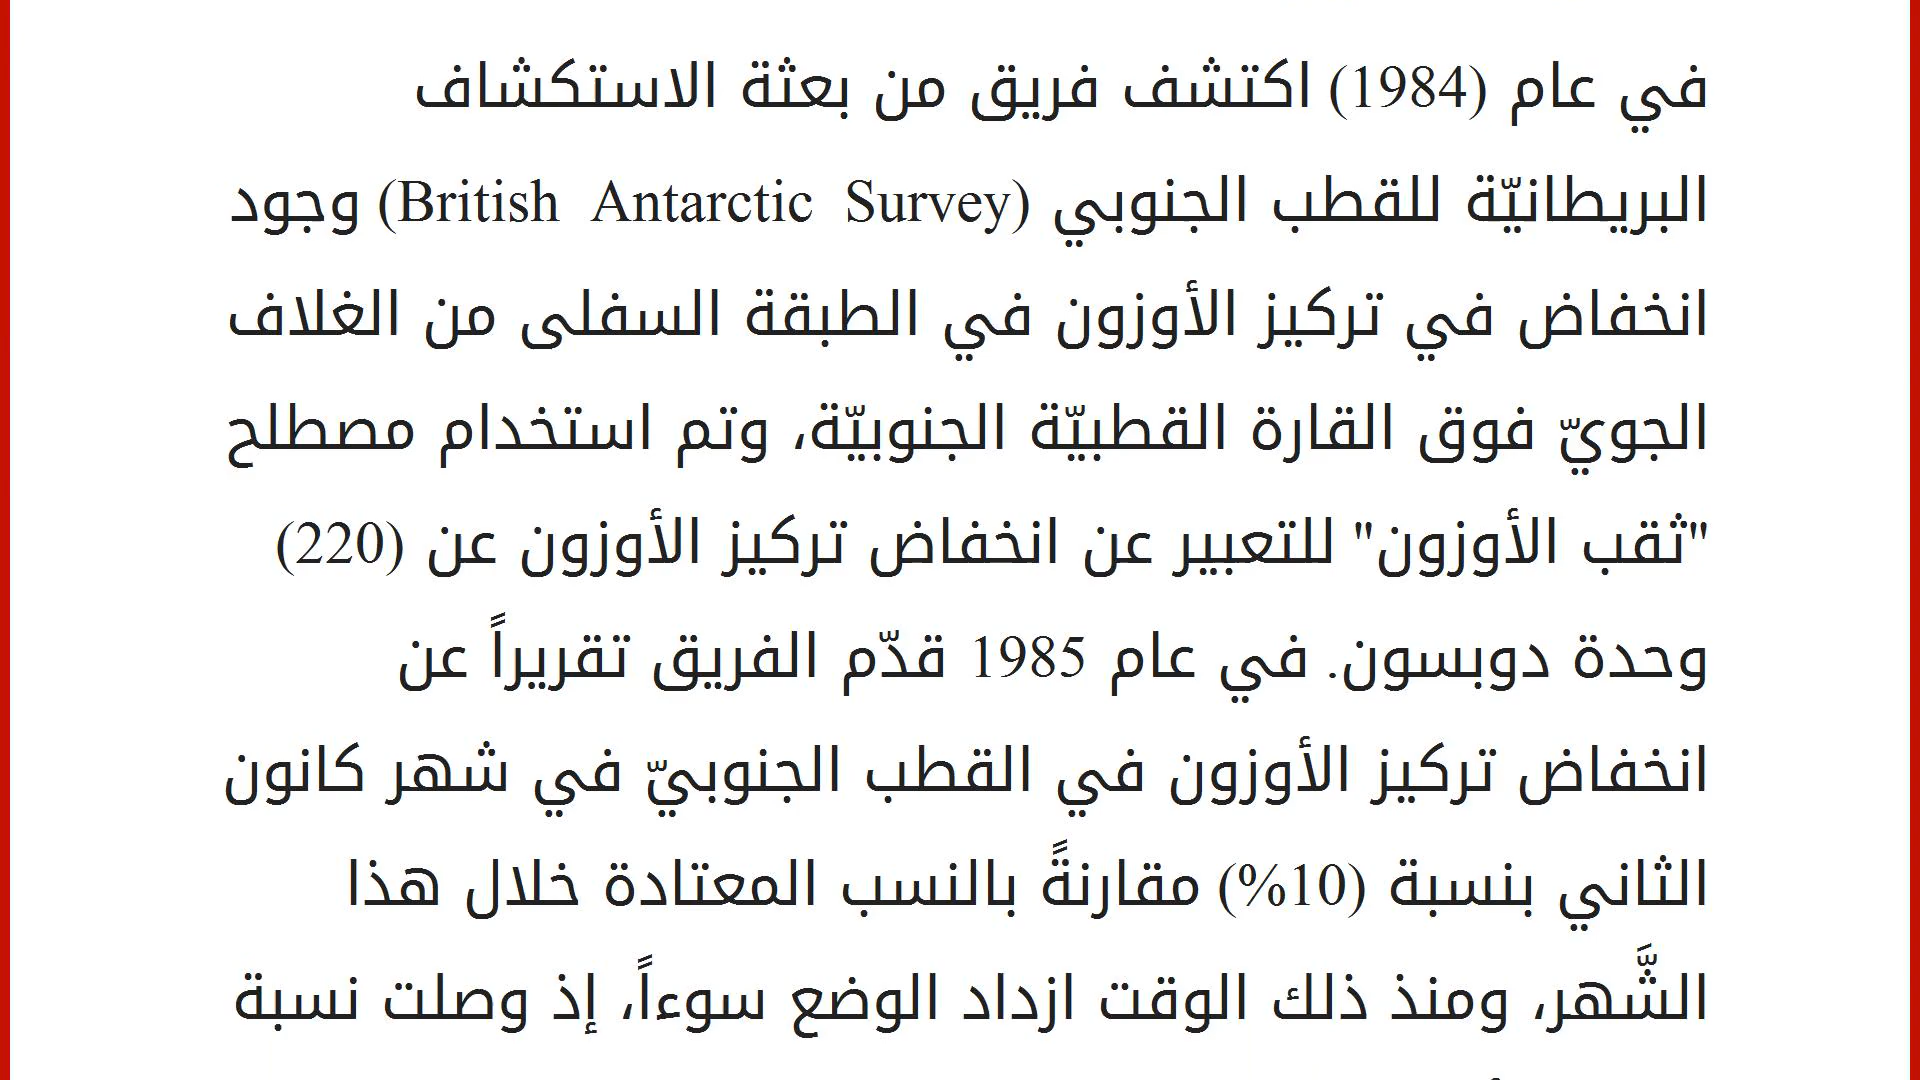 في عام (1984) اكتشف فريق من بعثة الاستكشاف
البريطانيّة للقطب الجنوبي (British Antarctic Survey) وجود
انخفاض في تركيز الأوزون في الطبقة السفلى من الغلاف
الجويّ فوق القارة القطبيّة الجنوبيّة، وتم استخدام مصطلح
"ثقب الأوزون" للتعبير عن انخفاض تركيز الأوزون عن (220)
وحدة دوبسون. في عام 1985 قدّم الفريق تقريراً عن
انخفاض تركيز الأوزون في القطب الجنوبيّ في شهر كانون
الثاني بنسبة (10%) مقارنةً بالنسب المعتادة خلال هذا
الشَّهر، ومنذ ذلك الوقت ازداد الوضع سوءاً، إذ وصلت نسبة